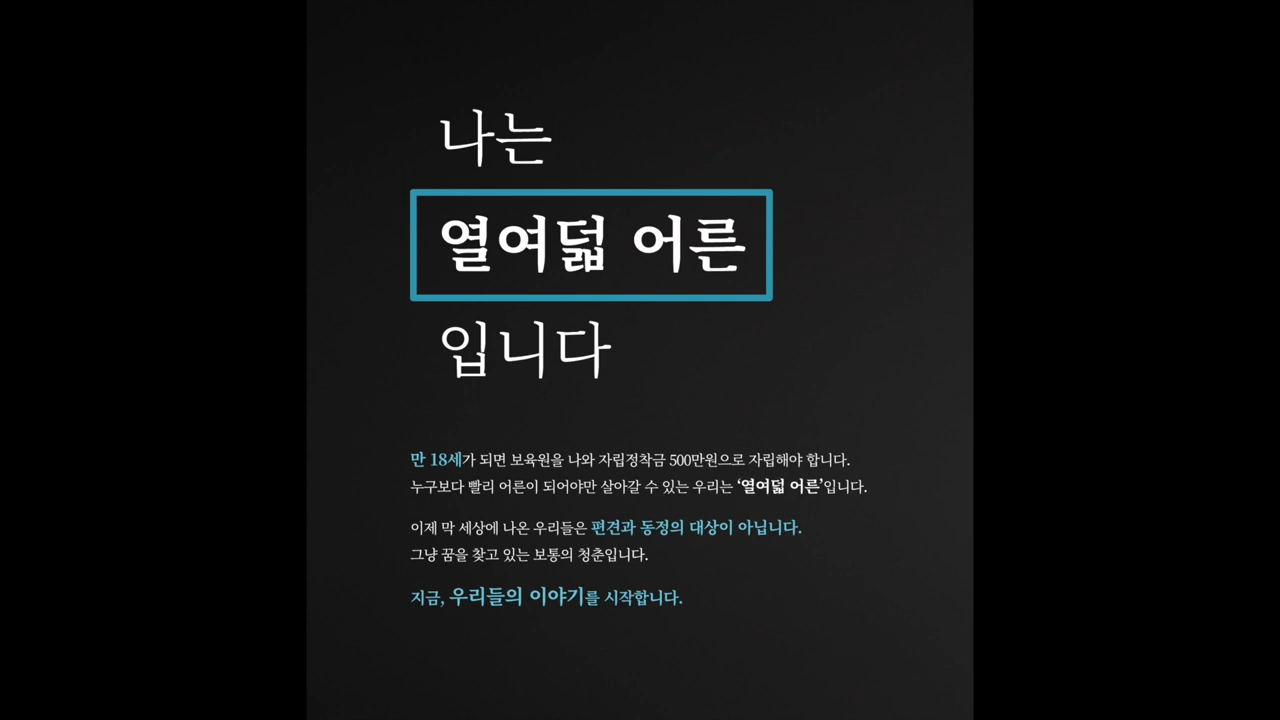 나는
열여덟 어른
입니다
만 18세가 되면 보육원을 나와 자립정착금 500만원으로 자립해야 합니다.
누구보다 빨리 어른이 되어야만 살아갈 수 있는 우리는 ‘열여덟 어른’입니다.
이제 막 세상에 나온 우리들은 편견과 동정의 대상이 아닙니다.
그냥 꿈을 찾고 있는 보통의 청춘입니다.
지금, 우리들의 이야기를 시작합니다.